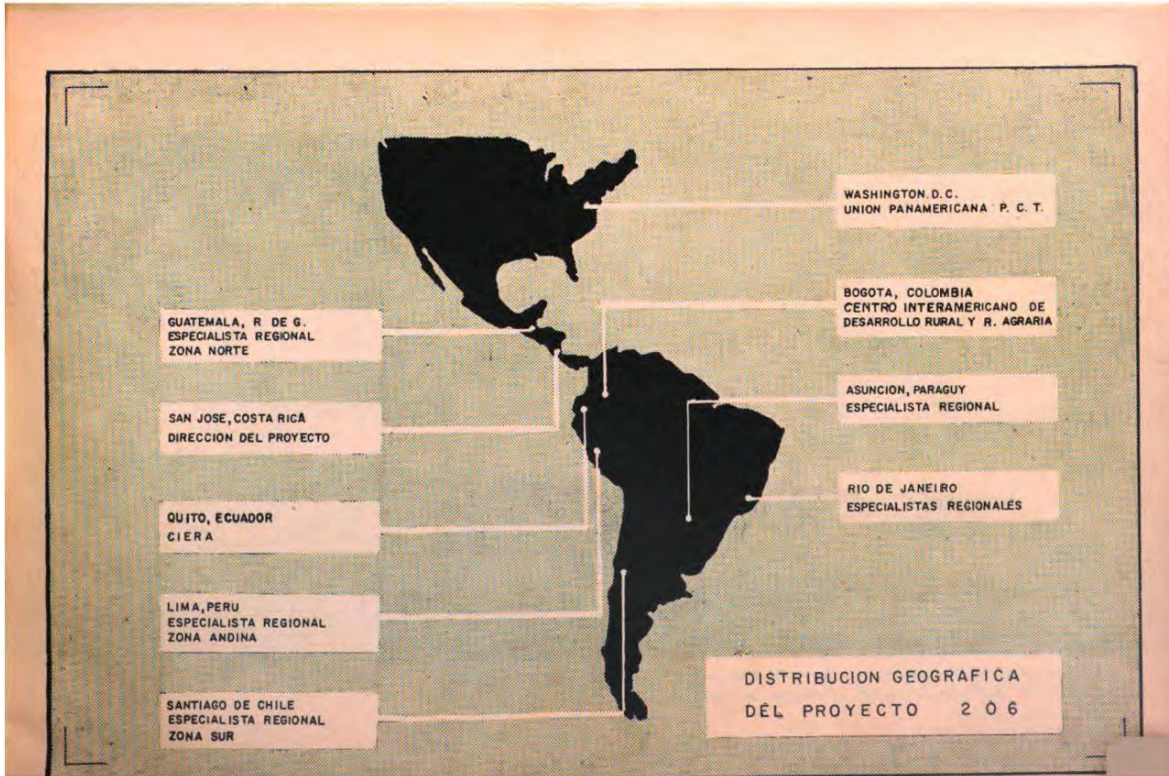 WASHINGTON. D.C.
UNION PANAMERICANA P. C. T.
BOGOTA, COLOMBIA
CENTRO INTERAMERICANO DE
DESARROLLO RURAL Y R. AGRARIA
GUATEMALA, R DE G.
ESPECIALISTA REGIONAL
ZONA NORTE
ASUNCION, PARAGUY
ESPECIALISTA REGIONAL
SAN JOSE, COSTA RICA
DIRECCION DEL PROYECTO
RIO DE JANEIRO
ESPECIALISTAS REGIONALES
QUITO, ECUADOR
CIERA
LIMA, PERU
ESPECIALISTA REGIONAL
ZONA ANDINA
SANTIAGO DE CHILE
ESPECIALISTA REGIONAL
ZONA SUR
DISTRIBUCION GEOGRAFICA
DEL PROYECTO 206
1